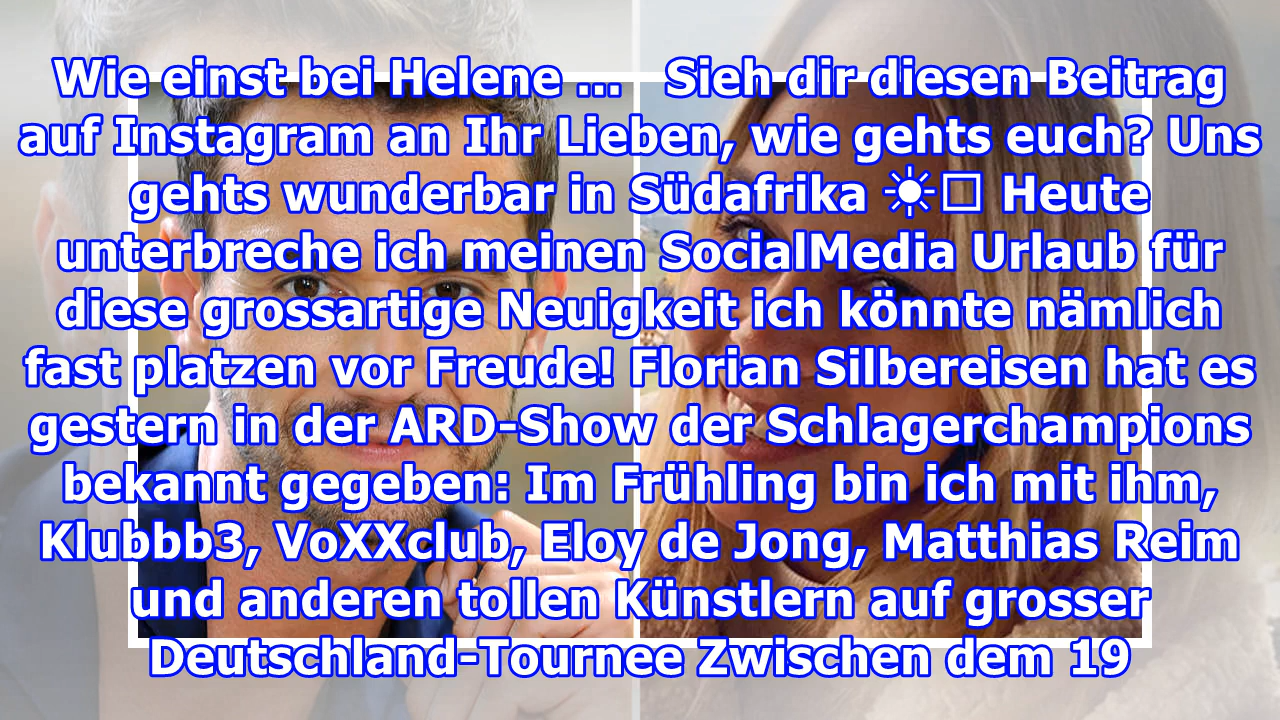 Wie einst bei Helene ... Sieh dir diesen Beitrag
auf Instagram an Ihr Lieben, wie gehts euch? Uns
gehts wunderbar in Südafrika ☀□ Heute
unterbreche ich meinen SocialMedia Urlaub für
diese grossartige Neuigkeit ich könnte nämlich
fast platzen vor Freude! Florian Silbereisen hat es
gestern in der ARD-Show der Schlagerchampions
bekannt gegeben: Im Frühling bin ich mit ihm,
Klubbb3, VoXXclub, Eloy de Jong, Matthias Reim
und anderen tollen Künstlern auf grosser
Deutschland-Tournee Zwischen dem 19